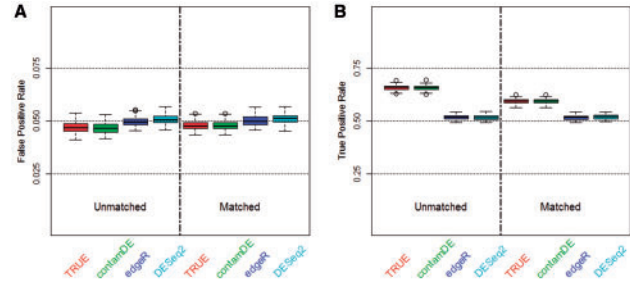 A
False Positive Rate
0.075
0.050
0.025
Unmatched
Matched
TRUE
contamDE
edgeR
DESeq2
TRUE
contamDE
edgeR
DESeq2
B
True Positive Rate
0.75
0.50
0.25
Unmatched
Matched
TRUE
contamDE
edgeR
DESeq2
TRUE
contamDE
edgeR
DESeq2